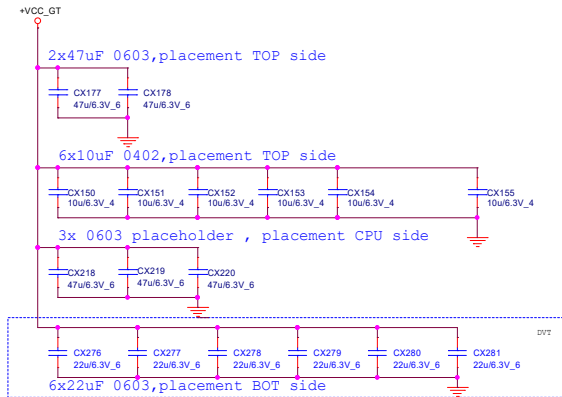 +VCC_GT
2x47uF 0603,placement TOP side
CX177 CX178
47u/6.3V_6 47u/6.3V_6
6x10uF 0402,placement TOP side
CX150 CX151 CX152 CX153 CX154 CX155
10u/6.3V_4 10u/6.3V_4 10u/6.3V_4 10u/6.3V_4 10u/6.3V_4 10u/6.3V_4
3x 0603 placeholder , placement CPU side
CX218 CX219 CX220
47u/6.3V_6 47u/6.3V_6 47u/6.3V_6
DVT
CX276 CX277 CX278 CX279 CX280 CX281
22u/6.3V_6 22u/6.3V_6 22u/6.3V_6 22u/6.3V_6 22u/6.3V_6 22u/6.3V_6
6x22uF 0603,placement BOT side